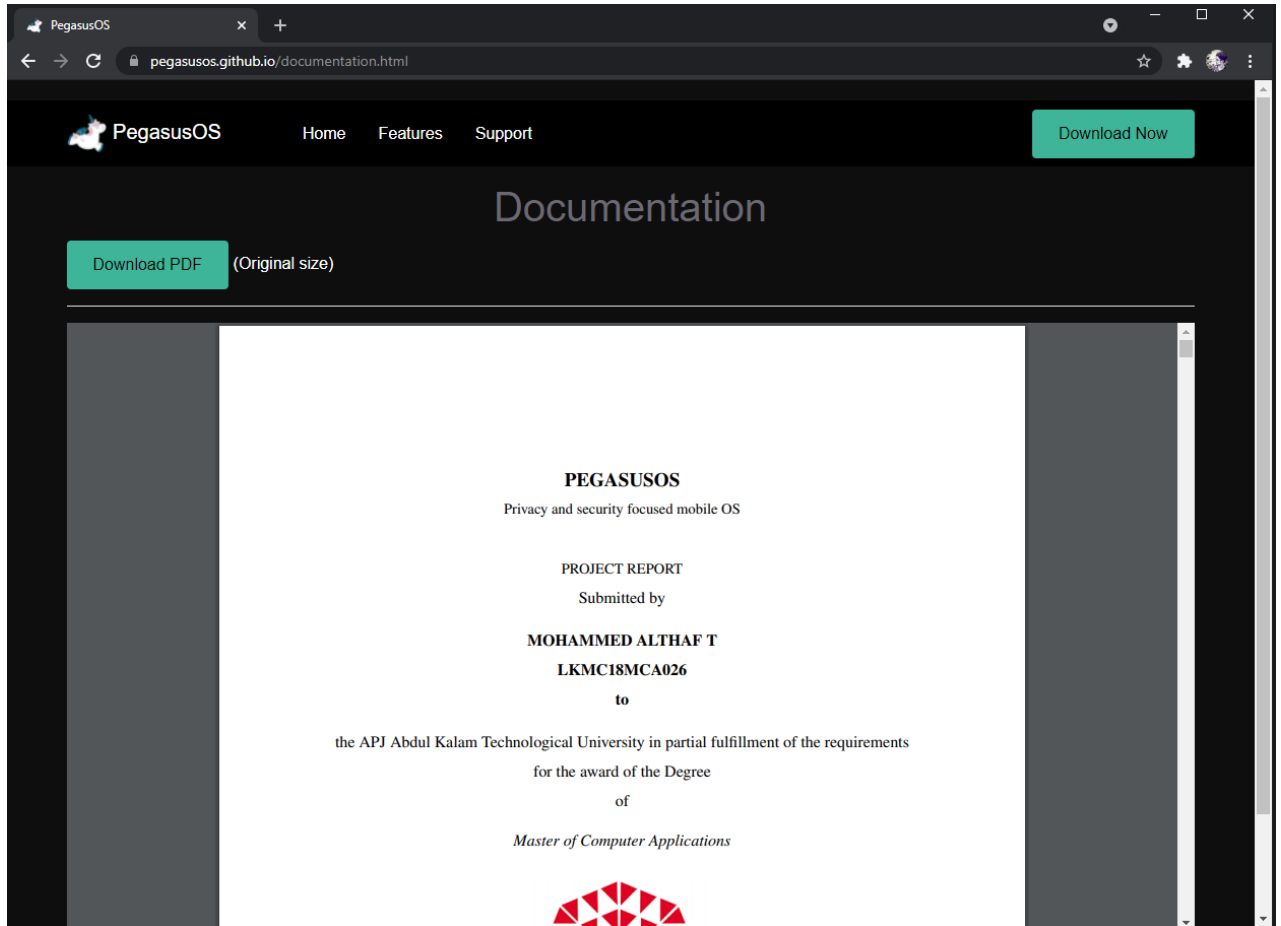 PegasusOS
pegasusos.github.io/documentation.html
PegasusOS Home Features Support Download Now
Documentation
Download PDF (Original size)
PEGASUSOS
Privacy and security focused mobile OS
PROJECT REPORT
Submitted by
MOHAMMED ALTHAF T
LKMC18MCA026
to
the APJ Abdul Kalam Technological University in partial fulfillment of the requirements
for the award of the Degree
of
Master of Computer Applications